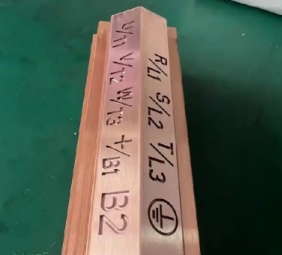 U/T1 V/T2 W/T3 +/B1 B2
R/L1 S/L2 T/L3 ⏚